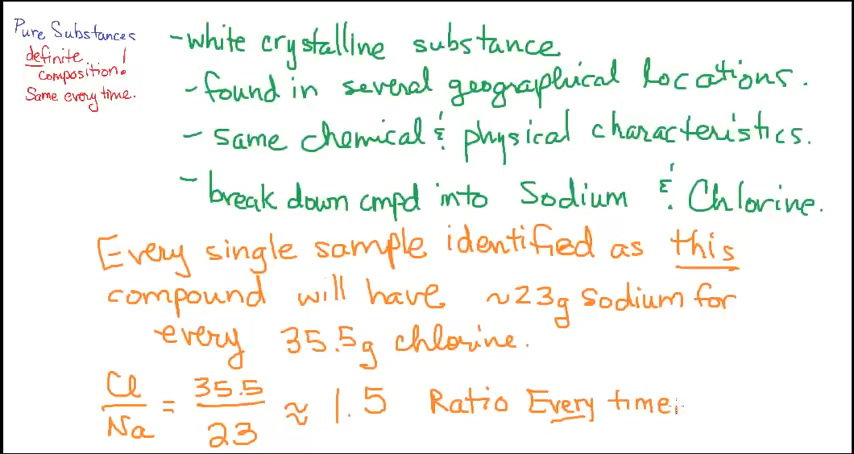 Pure Substances
definite !
composition.
Same every time.
- white crystalline substance
- found in several geographical locations.
- same chemical & physical characteristics.
- break down cmpd into Sodium & Chlorine.
Every single sample identified as this
compound will have ~23g sodium for
every 35.5g chlorine.
Cl/Na = 35.5/23 ≈ 1.5 Ratio Every time.